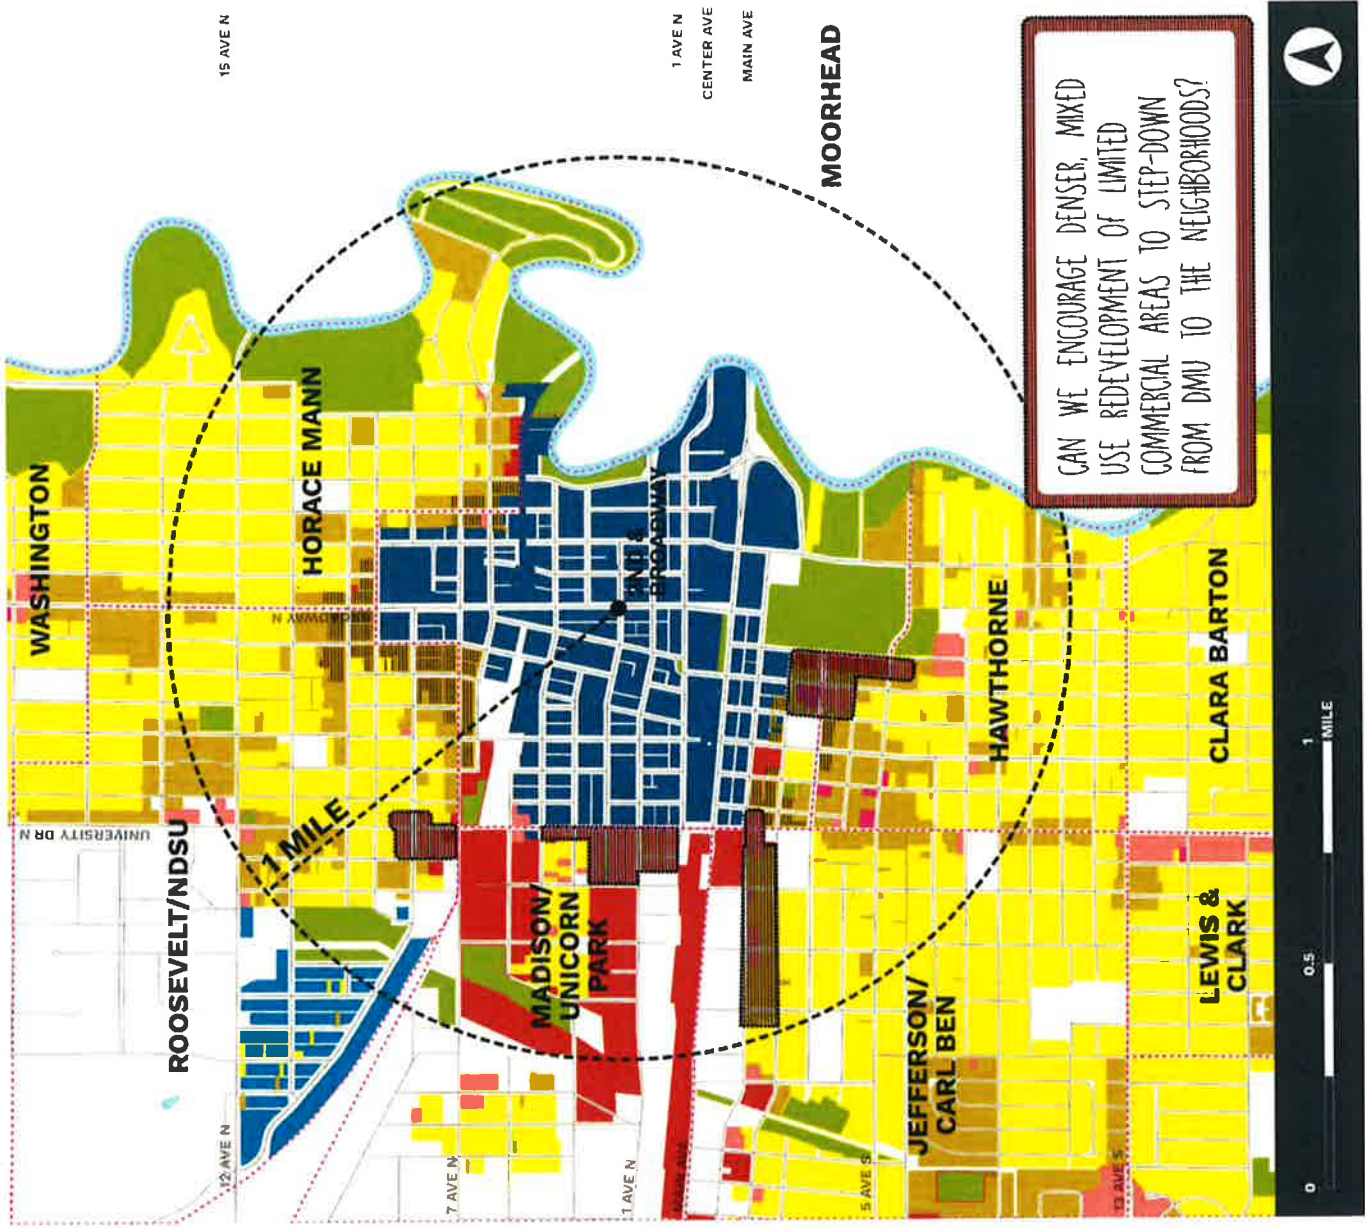 15 AVE N
1 AVE N
CENTER AVE
MAIN AVE
MOORHEAD
WASHINGTON
HORACE MANN
BROADWAY N
2ND &
BROADWAY
UNIVERSITY DR N
ROOSEVELT/NDSU
1 MILE
MADISON/
UNICORN
PARK
HAWTHORNE
CLARA BARTON
JEFFERSON/
CARL BEN
LEWIS &
CLARK
12 AVE N
7 AVE N
1 AVE N
MAIN AVE
5 AVE S
13 AVE S
CAN WE ENCOURAGE DENSER, MIXED
USE REDEVELOPMENT OF LIMITED
COMMERCIAL AREAS TO STEP-DOWN
FROM DMU TO THE NEIGHBORHOODS?
0
0.5
1
MILE